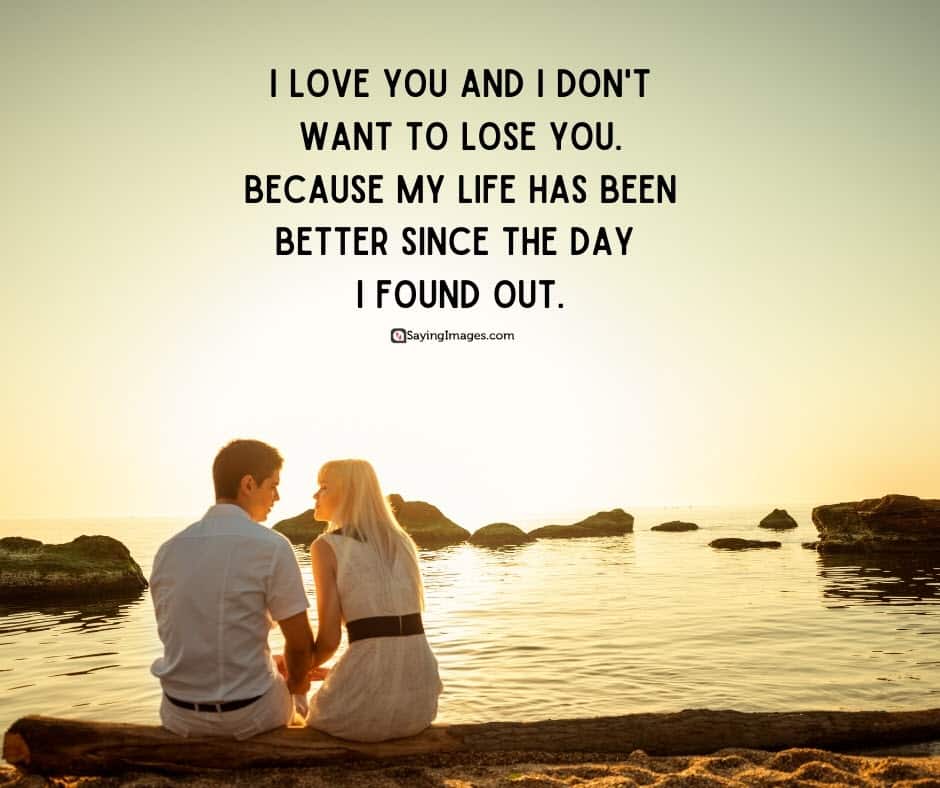 I LOVE YOU AND I DON'T
WANT TO LOSE YOU.
BECAUSE MY LIFE HAS BEEN
BETTER SINCE THE DAY
I FOUND OUT.
SayingImages.com